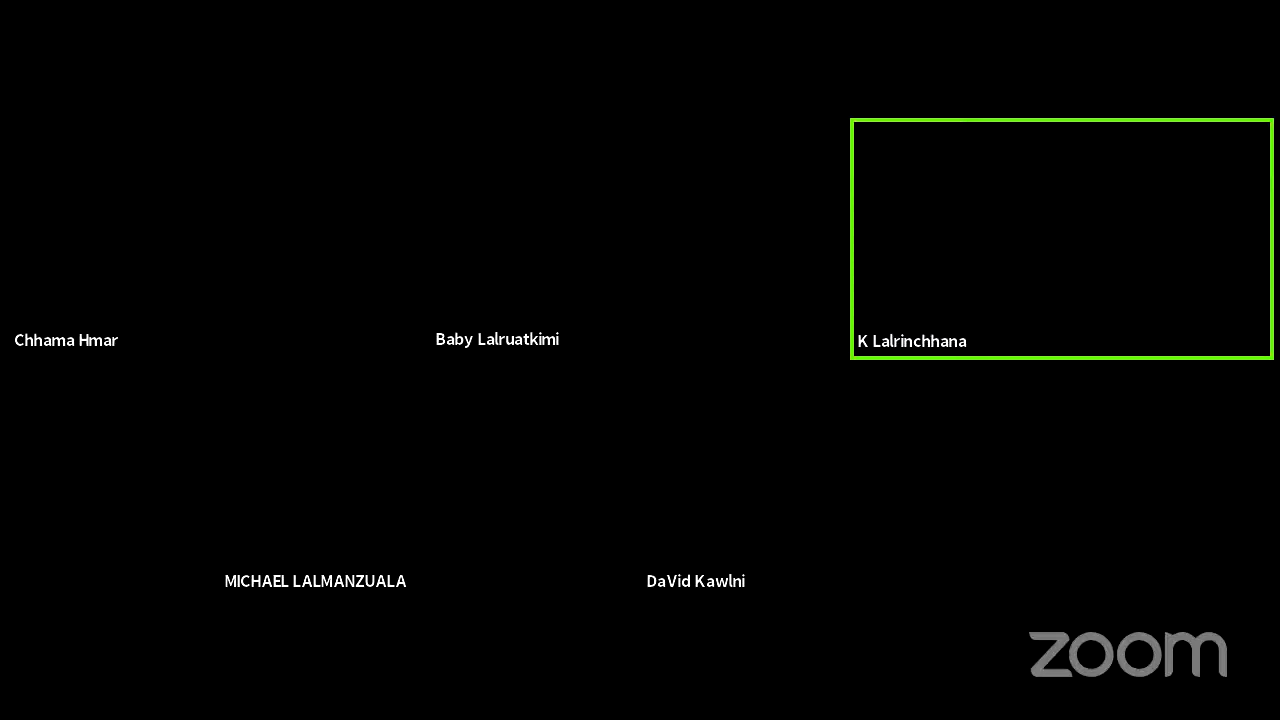 Chhama Hmar
Baby Lalruatkimi
K Lalrinchhana
MICHAEL LALMANZUALA
DaVid Kawlni
zoom